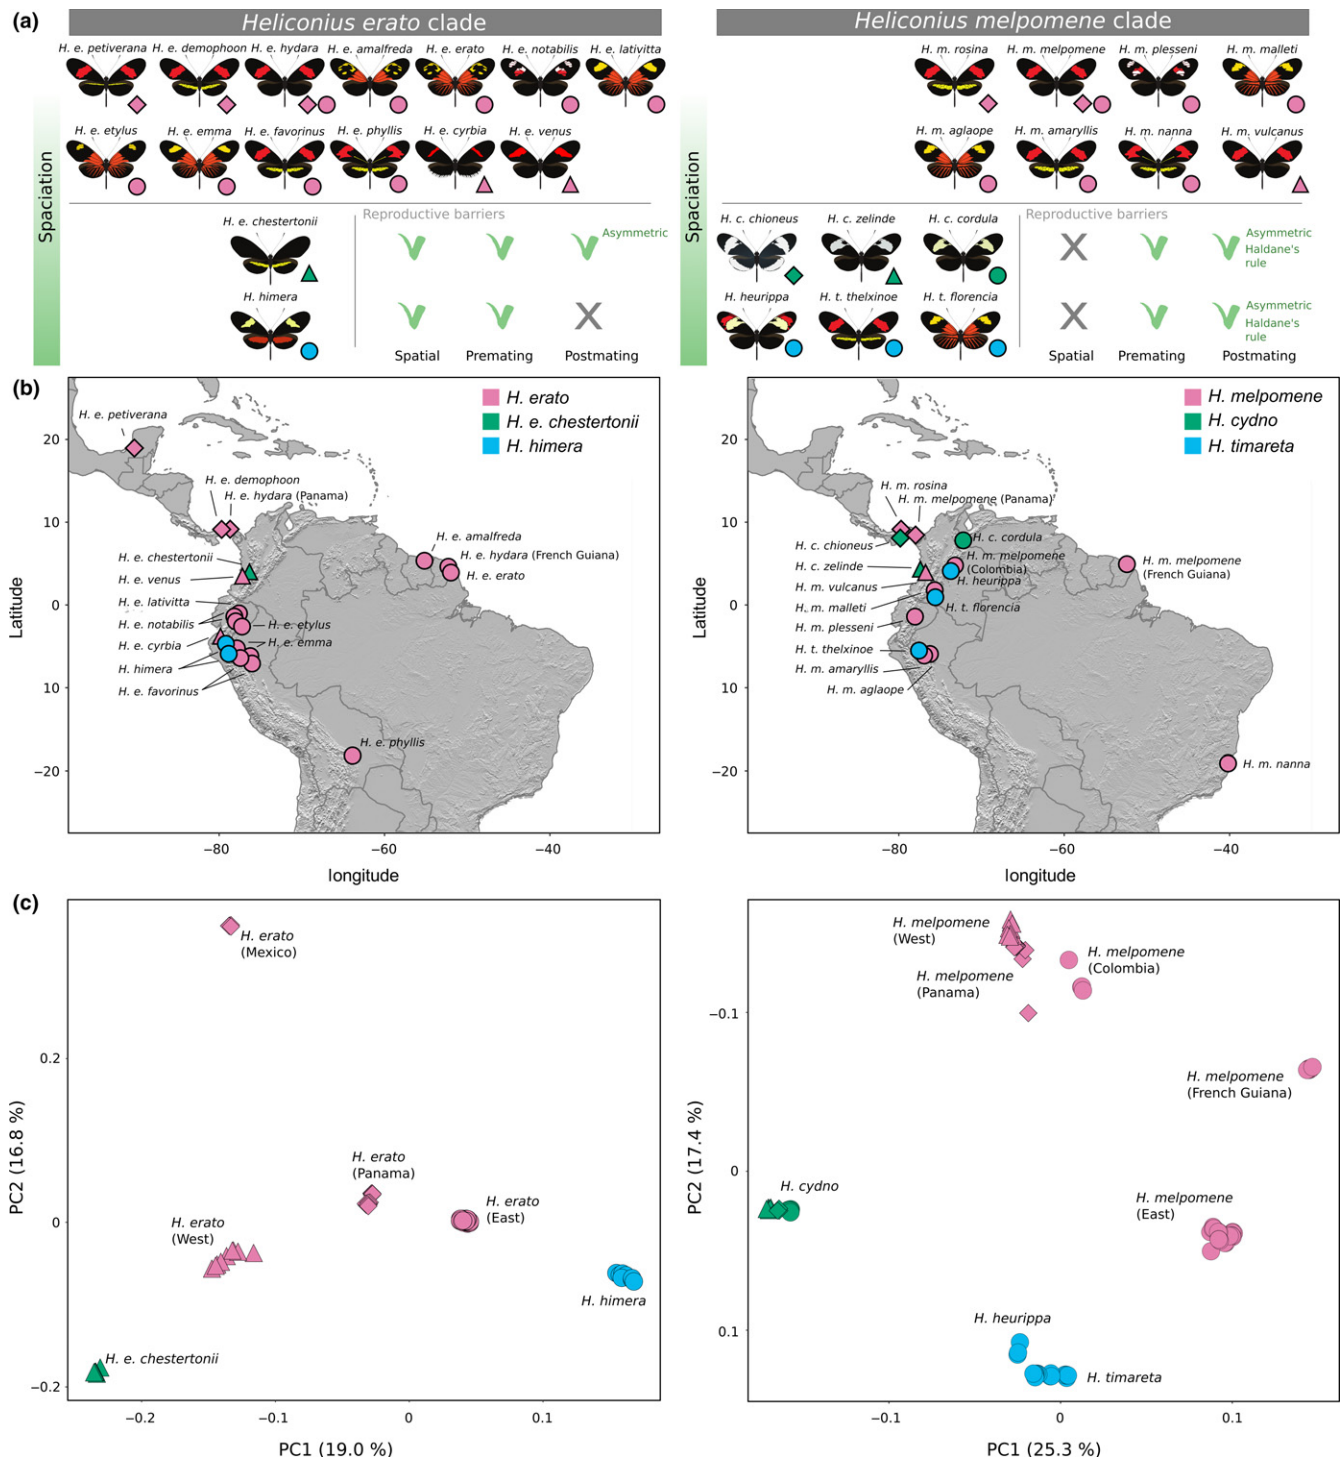 (a)
Heliconius erato clade
Heliconius melpomene clade
H. e. petiverana H. e. demophoon H. e. hydara H. e. amalfreda H. e. erato H. e. notabilis H. e. lativitta
H. m. rosina H. m. melpomene H. m. plesseni H. m. malleti
H. e. etylus H. e. emma H. e. favorinus H. e. phyllis H. e. cyrbia H. e. venus
H. m. aglaope H. m. amaryllis H. m. nanna H. m. vulcanus
Spaciation
Spaciation
H. e. chestertonii
Reproductive barriers
Asymmetric
H. himera
Spatial Premating Postmating
H. c. chioneus H. c. zelinde H. c. cordula
Reproductive barriers
Asymmetric
Haldane's
rule
H. heurippa H. t. thelxinoe H. t. florencia
Asymmetric
Haldane's
rule
Spatial Premating Postmating
(b)
H. erato
H. e. chestertonii
H. himera
H. e. petiverana
H. e. demophoon
H. e. hydara (Panama)
H. e. amalfreda
H. e. hydara (French Guiana)
H. e. erato
H. e. chestertonii
H. e. venus
H. e. lativitta
H. e. notabilis
H. e. etylus
H. e. cyrbia
H. e. emma
H. himera
H. e. favorinus
H. e. phyllis
Latitude
20
10
0
10
−20
−80 −60 −40
longitude
H. melpomene
H. cydno
H. timareta
H. m. rosina
H. m. melpomene (Panama)
H. c. chioneus
H. c. cordula
H. m. melpomene
(Colombia)
H. m. melpomene
(French Guiana)
H. c. zelinde
H. heurippa
H. m. vulcanus
H. m. malleti
H. t. florencia
H. m. plesseni
H. t. thelxinoe
H. m. amaryllis
H. m. aglaope
H. m. nanna
Latitude
20
10
0
10
−20
−80 −60 −40
longitude
(c)
H. erato
(Mexico)
H. erato
(Panama)
H. erato
(East)
H. erato
(West)
H. himera
H. e. chestertonii
PC2 (16.8 %)
0.2
0
−0.2
−0.2 −0.1 0 0.1
PC1 (19.0 %)
H. melpomene
(West)
H. melpomene
(Colombia)
H. melpomene
(Panama)
H. melpomene
(French Guiana)
H. cydno
H. melpomene
(East)
H. heurippa
H. timareta
PC2 (17.4 %)
−0.1
0
0.1
−0.1 0 0.1
PC1 (25.3 %)